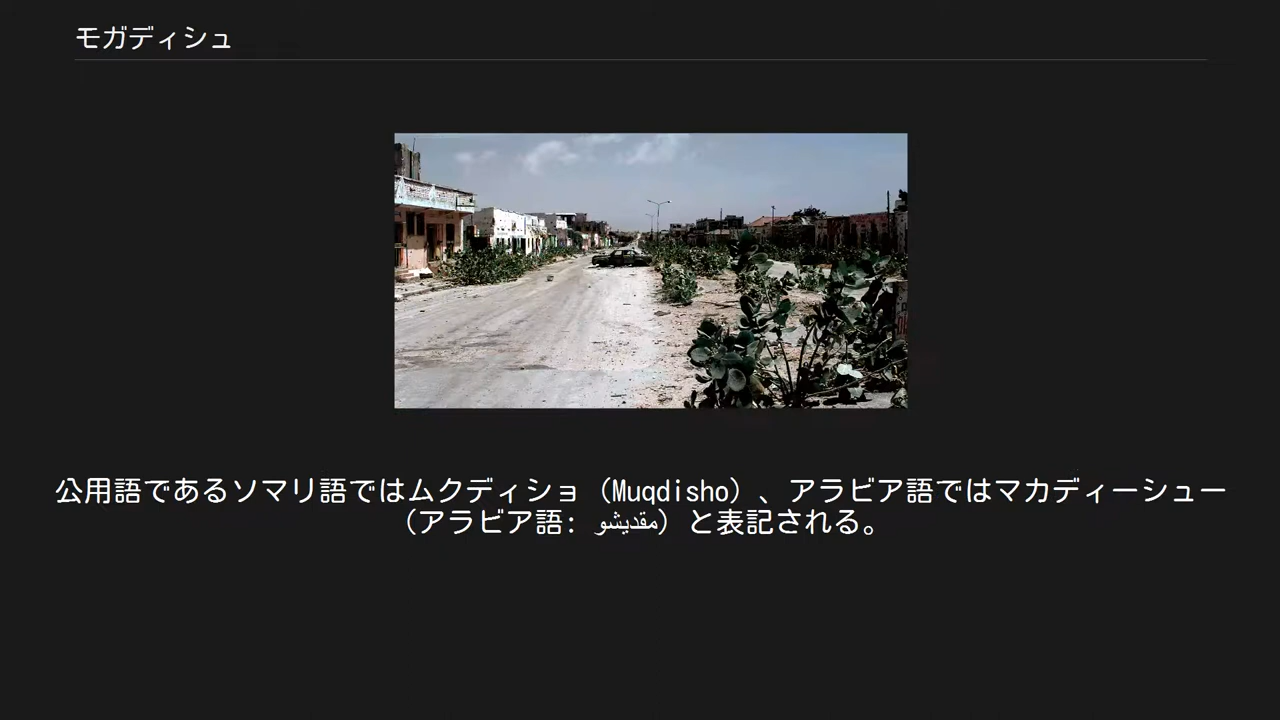 モガディシュ
公用語であるソマリ語ではムクディショ（Muqdisho）、アラビア語ではマカディーシュー
（アラビア語: مقديشو）と表記される。